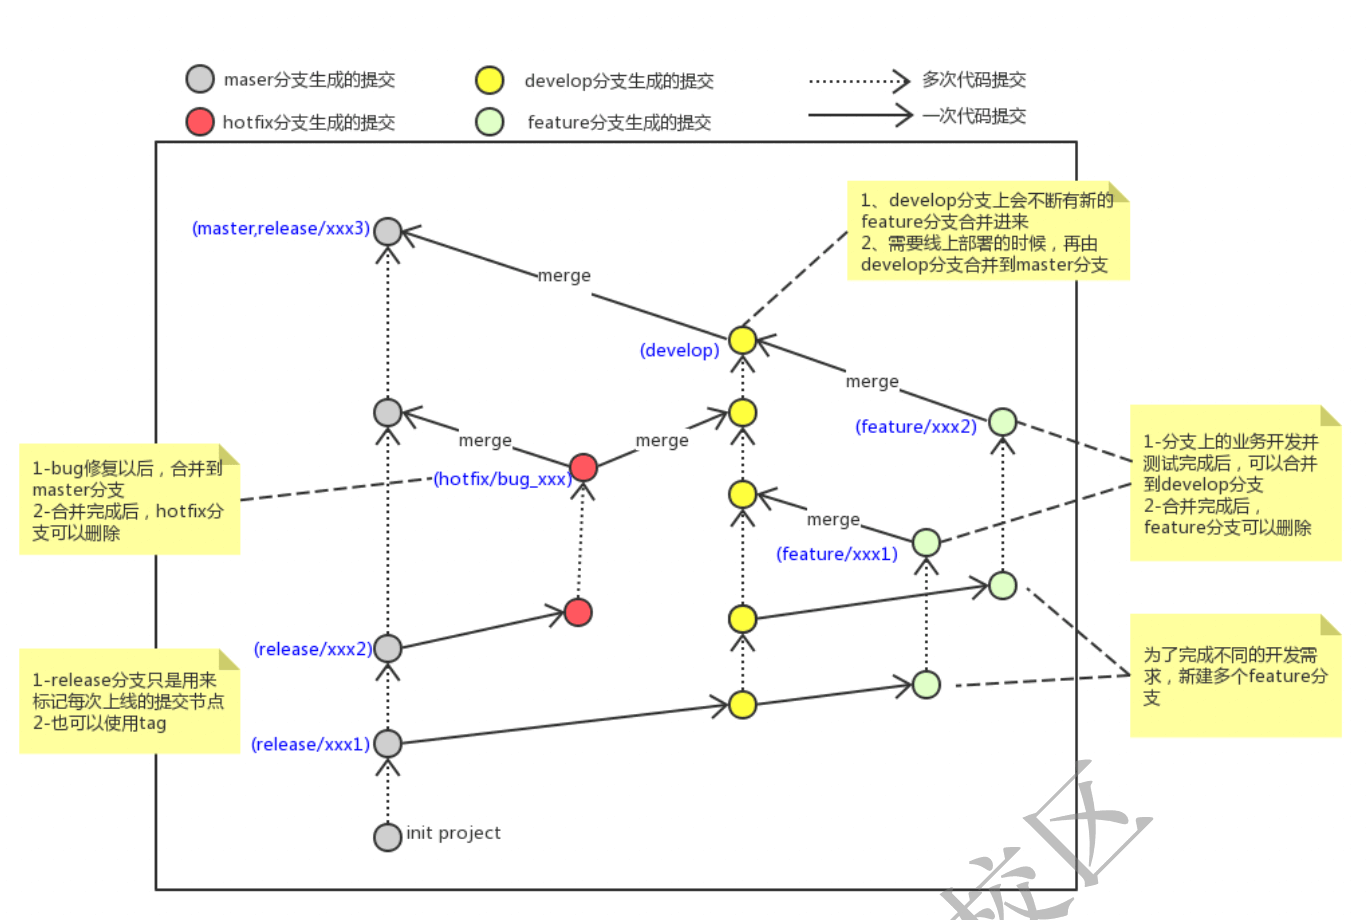 maser分支生成的提交
develop分支生成的提交
多次代码提交
hotfix分支生成的提交
feature分支生成的提交
一次代码提交
1、develop分支上会不断有新的
feature分支合并进来
2、需要线上部署的时候，再由
develop分支合并到master分支
(master,release/xxx3)
merge
(develop)
merge
(feature/xxx2)
merge
merge
(hotfix/bug_xxx)
1-bug修复以后，合并到
master分支
2-合并完成后，hotfix分
支可以删除
1-分支上的业务开发并
测试完成后，可以合并
到develop分支
2-合并完成后，
feature分支可以删除
merge
(feature/xxx1)
(release/xxx2)
1-release分支只是用来
标记每次上线的提交节点
2-也可以使用tag
为了完成不同的开发需
求，新建多个feature分
支
(release/xxx1)
init project
校区